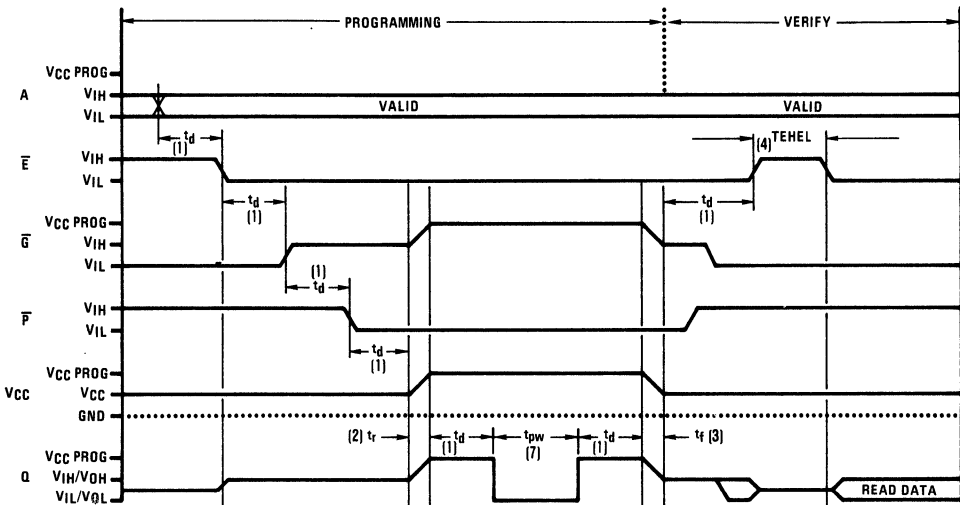 PROGRAMMING VERIFY
VCC PROG
A VIH VALID VALID
VIL
td
(1)
E VIH (4) TEHEL
VIL
td
(1)
td
(1)
VCC PROG
G VIH
VIL
(1)
td
P VIH
VIL
td
(1)
VCC PROG
VCC VCC
GND
(2) tr td (1) tpw (7) td (1) tf (3)
VCC PROG
Q VIH/VOH
VIL/VOL READ DATA